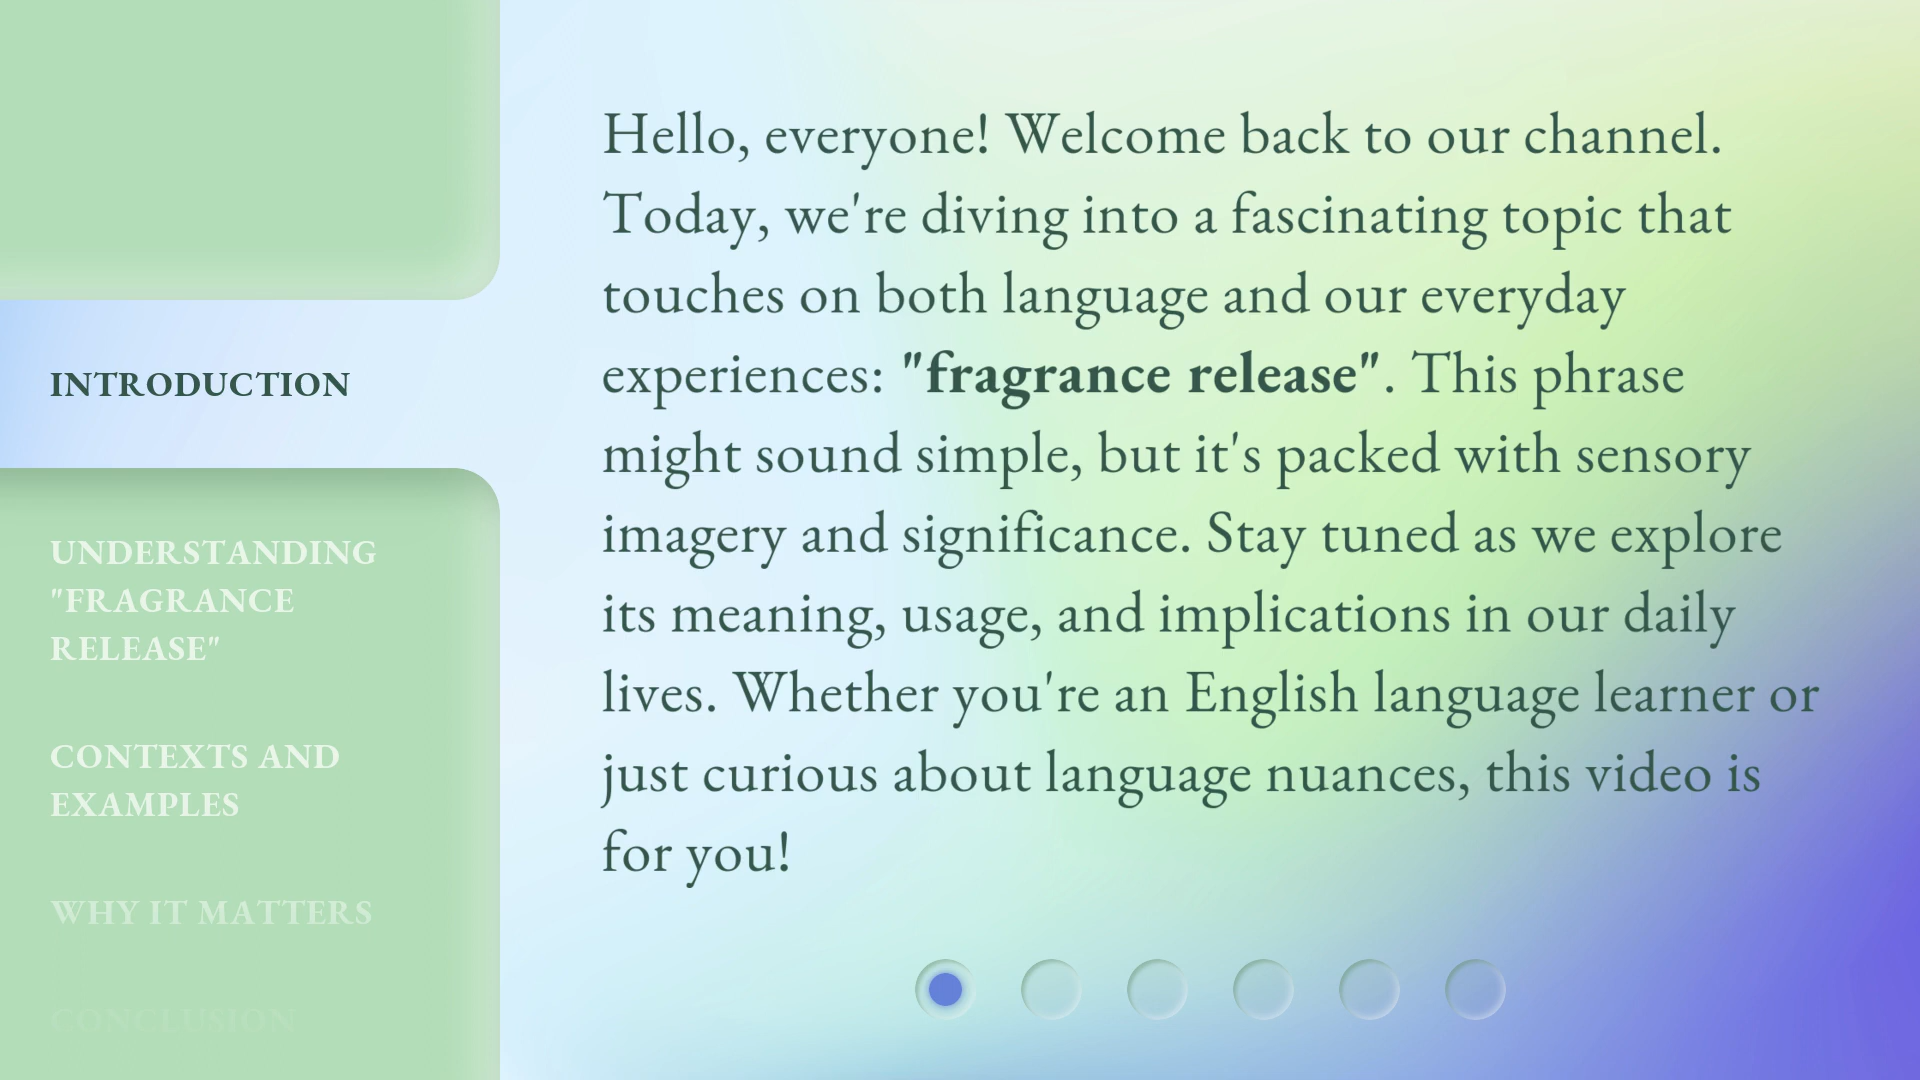 INTRODUCTION
UNDERSTANDING
"FRAGRANCE
RELEASE"
CONTEXTS AND
EXAMPLES
WHY IT MATTERS
CONCLUSION
Hello, everyone! Welcome back to our channel.
Today, we're diving into a fascinating topic that
touches on both language and our everyday
experiences: "fragrance release". This phrase
might sound simple, but it's packed with sensory
imagery and significance. Stay tuned as we explore
its meaning, usage, and implications in our daily
lives. Whether you're an English language learner or
just curious about language nuances, this video is
for you!